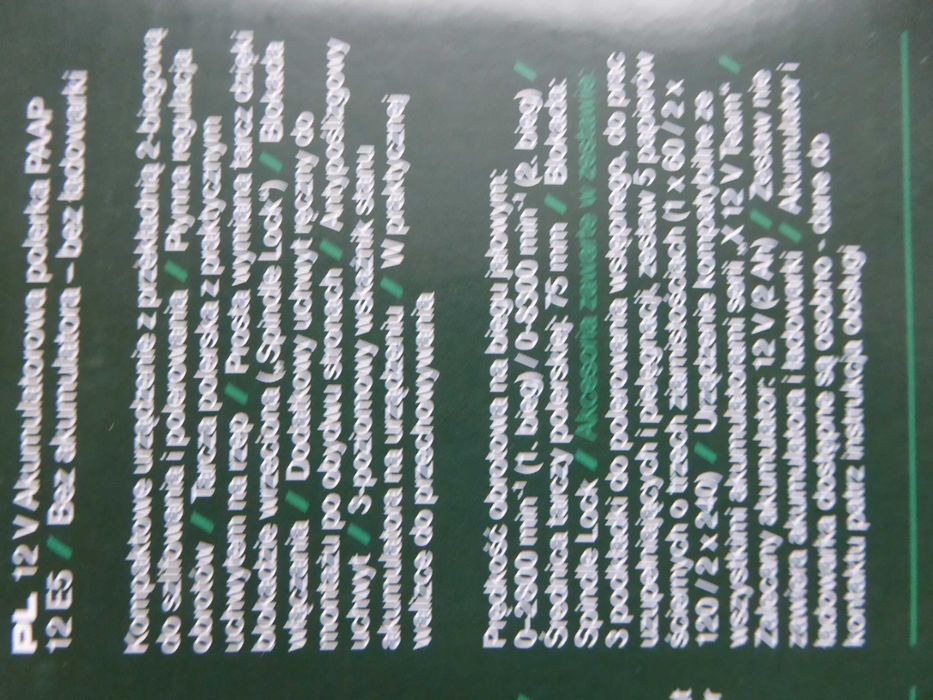 PL 12 V Akumulatorowa polerka PAAP
12 E5 / Bez akumulatora – bez ładowarki
Kompaktowe urządzenie z przekładnią 2-biegową
do szlifowania i polerowania / Płynna regulacja
obrotów / Tarcza polerska z praktycznym
uchwytem na rzep / Prosta wymiana tarcz dzięki
blokadzie wrzeciona („Spindle Lock”) / Blokada
włączania / Dodatkowy uchwyt ręczny do
montażu po obydwu stronach / Antypoślizgowy
uchwyt / 3-poziomowy wskaźnik stanu
akumulatora na urządzeniu / W praktycznej
walizce do przechowywania
Prędkość obrotowa na biegu jałowym:
0–2800 min⁻¹ (1. bieg) / 0–8300 min⁻¹ (2. bieg) /
Średnica tarczy polerskiej: 75 mm / Blokada:
Spindle Lock / Akcesoria zawarte w zestawie:
3 podkładki do polerowania wstępnego, do prac
uzupełniających i pielęgnacji, zestaw 5 papierów
ściernych o trzech ziarnistościach (1 x 60 / 2 x
120 / 2 x 240) / Urządzenie kompatybilne ze
wszystkimi akumulatorami serii „X 12 V Team” /
Zalecany akumulator: 12 V (2 Ah) / Zestaw nie
zawiera akumulatora i ładowarki / Akumulator i
ładowarka dostępne są osobno - dane do
kontaktu patrz instrukcja obsługi